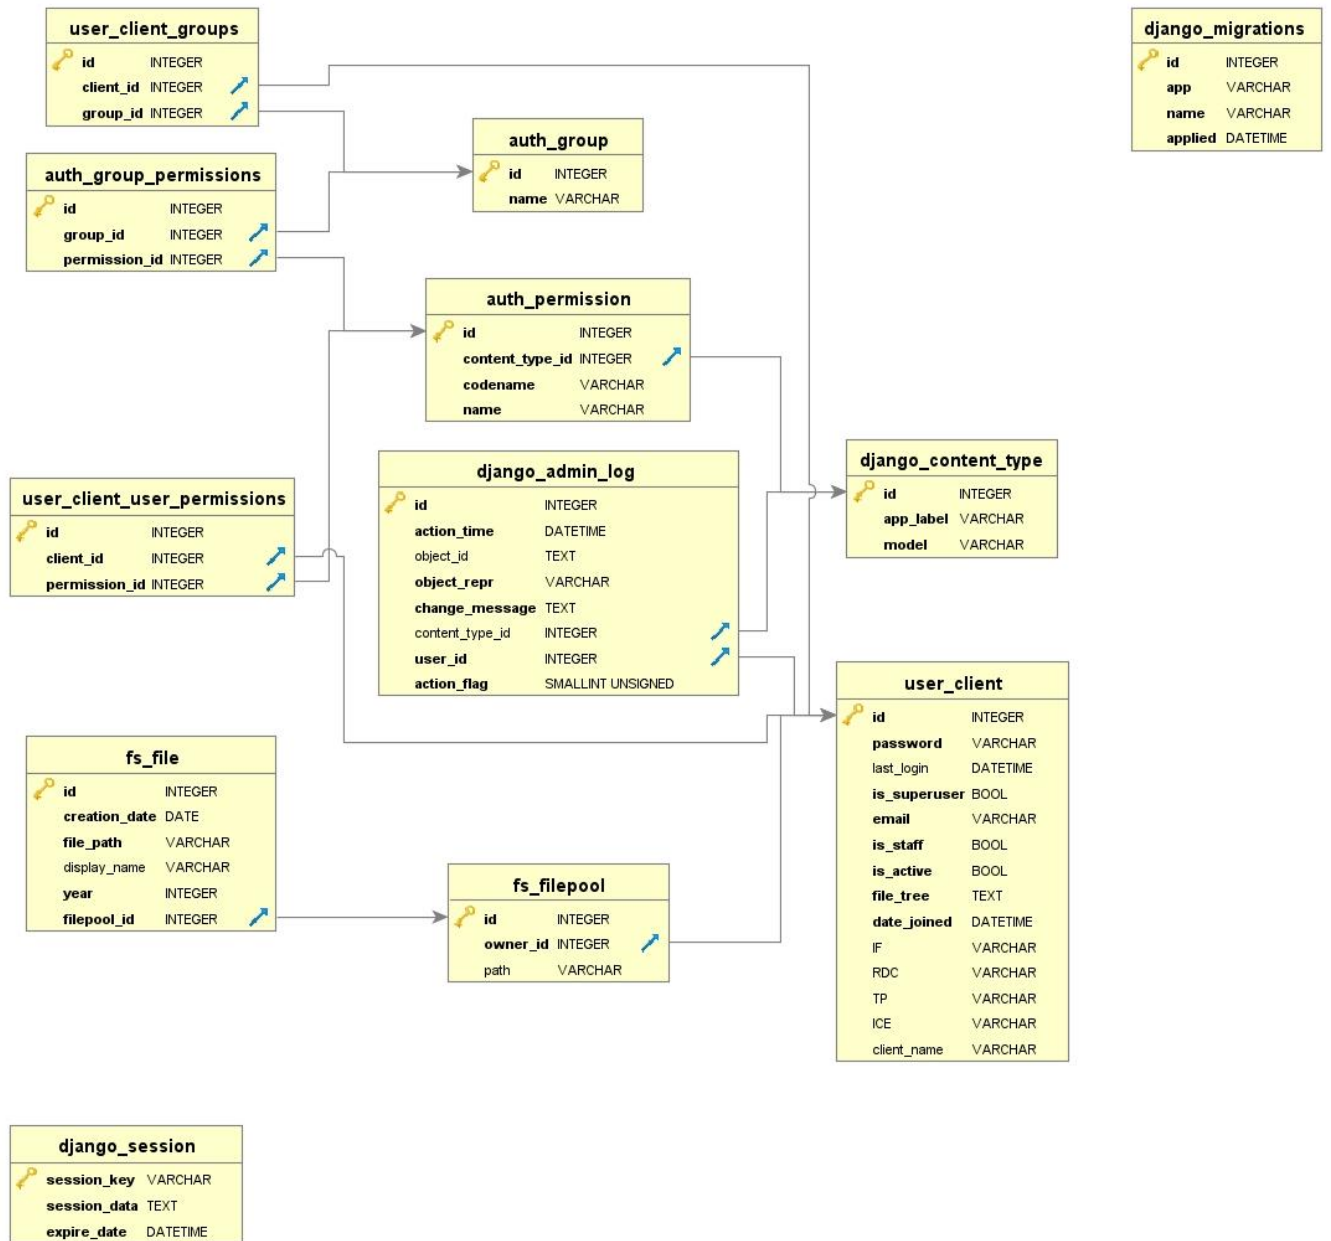 user_client_groups
id INTEGER
client_id INTEGER
group_id INTEGER
django_migrations
id INTEGER
app VARCHAR
name VARCHAR
applied DATETIME
auth_group
id INTEGER
name VARCHAR
auth_group_permissions
id INTEGER
group_id INTEGER
permission_id INTEGER
auth_permission
id INTEGER
content_type_id INTEGER
codename VARCHAR
name VARCHAR
django_content_type
id INTEGER
app_label VARCHAR
model VARCHAR
django_admin_log
id INTEGER
action_time DATETIME
object_id TEXT
object_repr VARCHAR
change_message TEXT
content_type_id INTEGER
user_id INTEGER
action_flag SMALLINT UNSIGNED
user_client_user_permissions
id INTEGER
client_id INTEGER
permission_id INTEGER
user_client
id INTEGER
password VARCHAR
last_login DATETIME
is_superuser BOOL
email VARCHAR
is_staff BOOL
is_active BOOL
file_tree TEXT
date_joined DATETIME
IF VARCHAR
RDC VARCHAR
TP VARCHAR
ICE VARCHAR
client_name VARCHAR
fs_file
id INTEGER
creation_date DATE
file_path VARCHAR
display_name VARCHAR
year INTEGER
filepool_id INTEGER
fs_filepool
id INTEGER
owner_id INTEGER
path VARCHAR
django_session
session_key VARCHAR
session_data TEXT
expire_date DATETIME